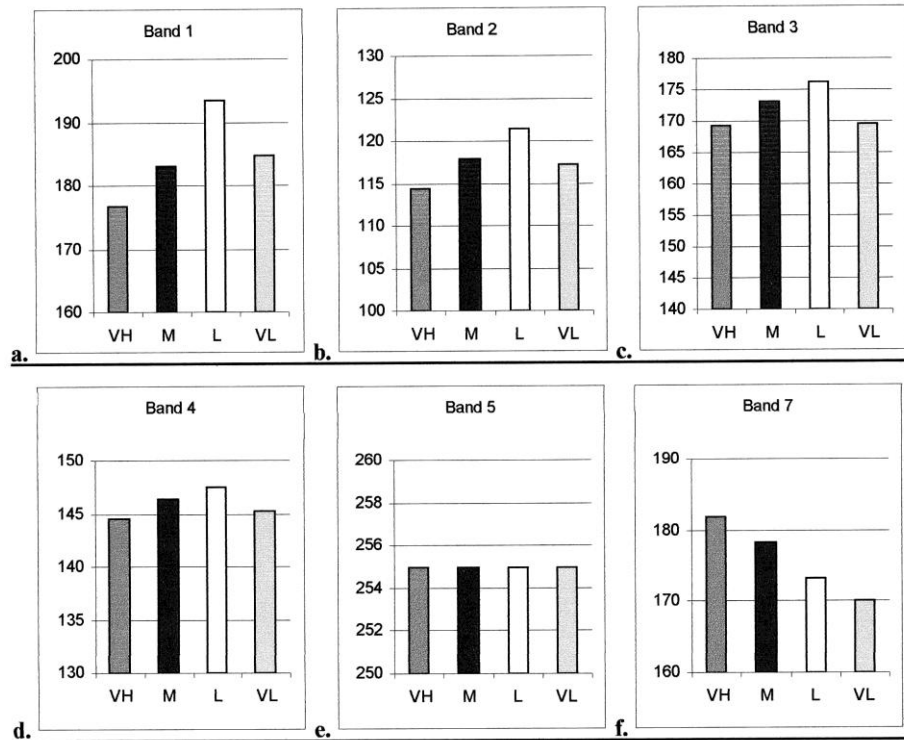 Band 1
200
190
180
170
160
VH M L VL
a.
Band 2
130
125
120
115
110
105
100
VH M L VL
b.
Band 3
180
175
170
165
160
155
150
145
140
VH M L VL
c.
Band 4
150
145
140
135
130
VH M L VL
d.
Band 5
260
258
256
254
252
250
VH M L VL
e.
Band 7
190
180
170
160
VH M L VL
f.